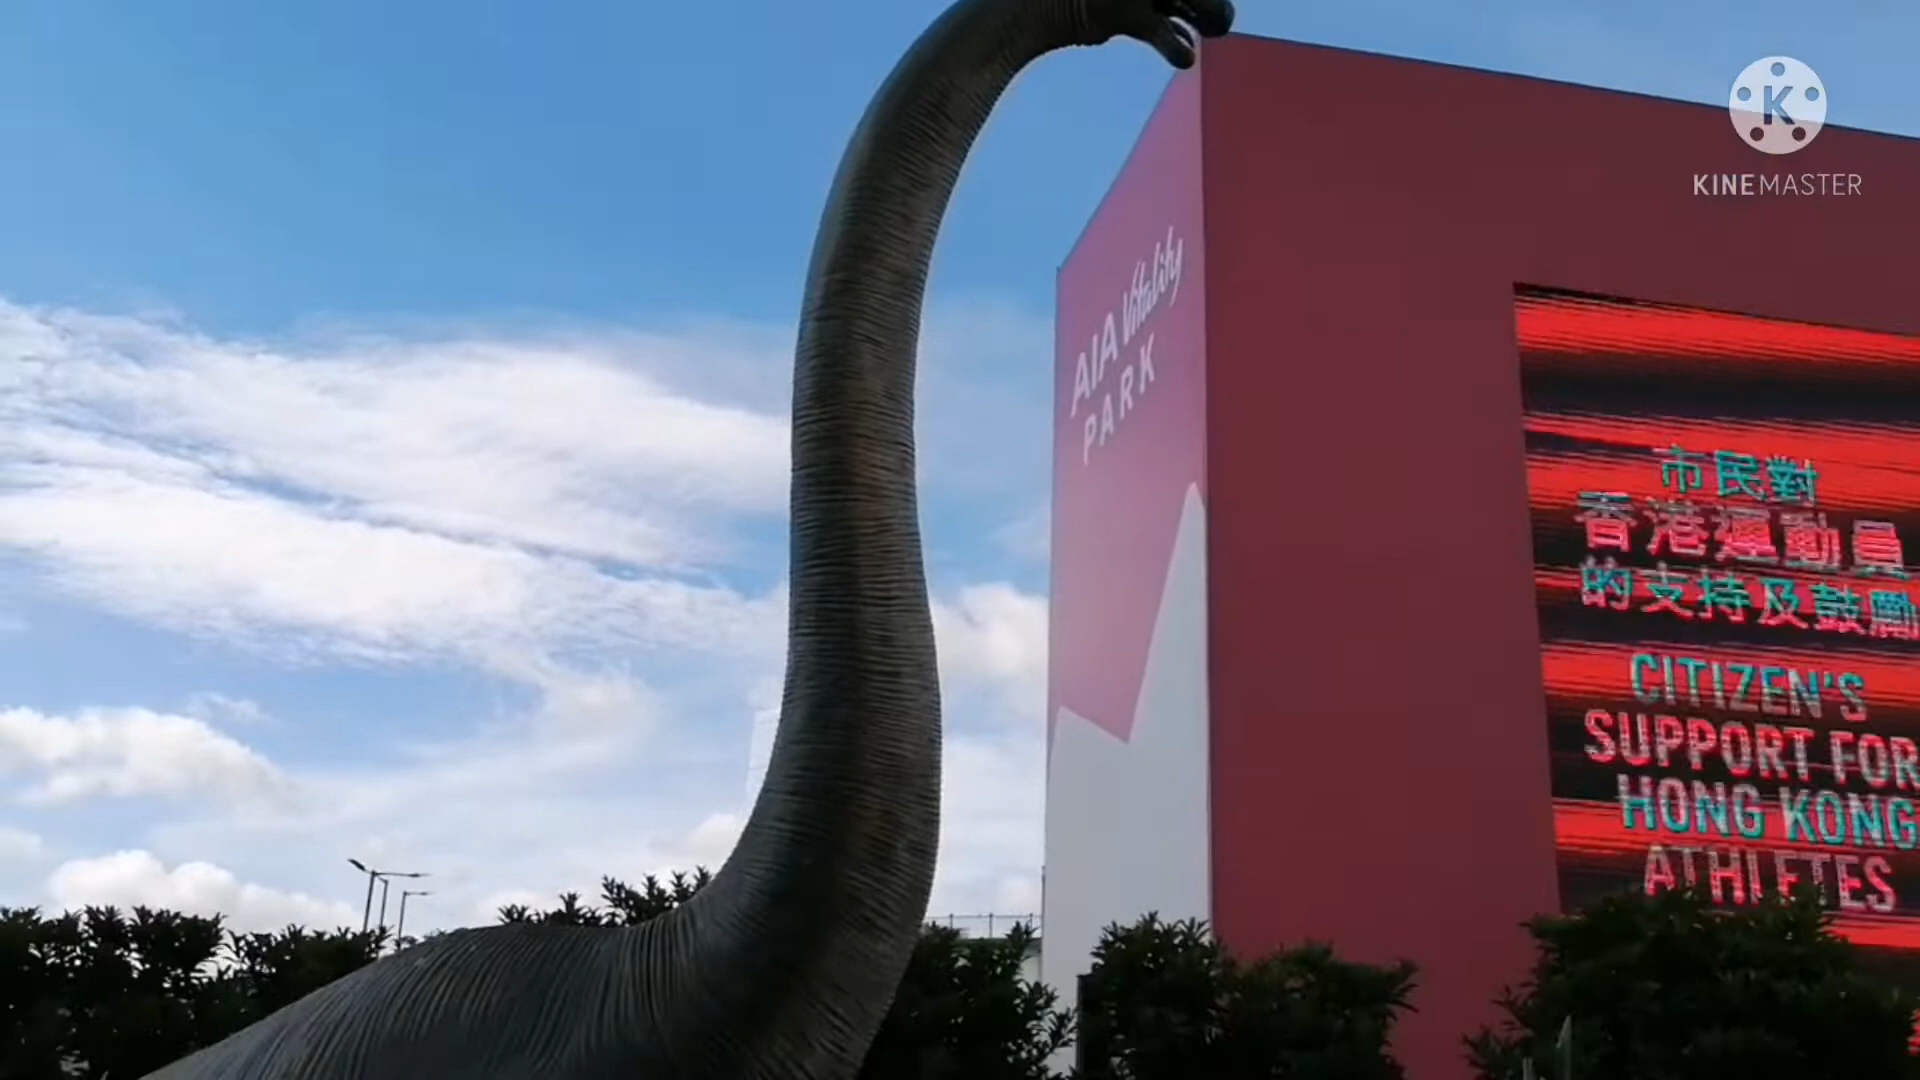 K
KINEMASTER
AIA Vitality
PARK
市民對
香港運動員
的支持及鼓勵
CITIZEN'S
SUPPORT FOR
HONG KONG
ATHLETES